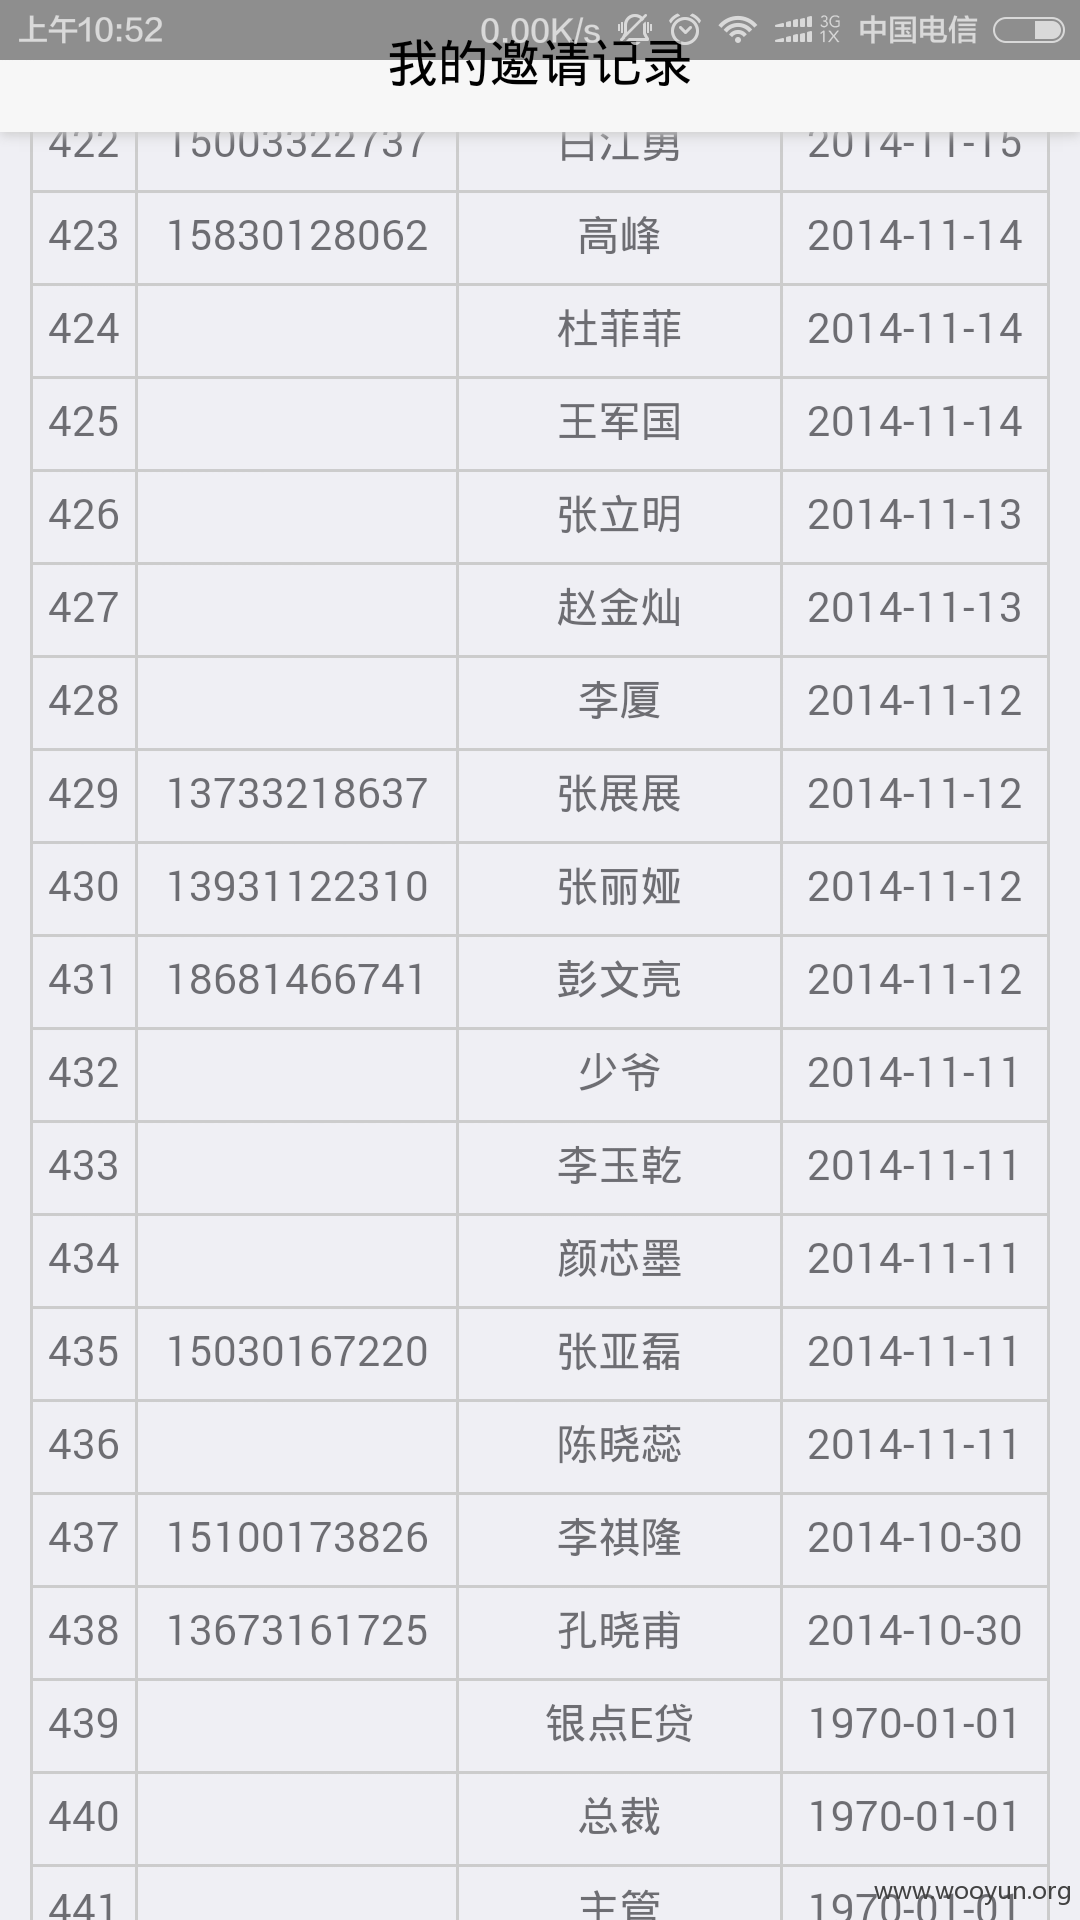 上午10:52 0.00K/s 3G 1X 中国电信
我的邀请记录
422 15003322737 白江勇 2014-11-15
423 15830128062 高峰 2014-11-14
424 杜菲菲 2014-11-14
425 王军国 2014-11-14
426 张立明 2014-11-13
427 赵金灿 2014-11-13
428 李厦 2014-11-12
429 13733218637 张展展 2014-11-12
430 13931122310 张丽娅 2014-11-12
431 18681466741 彭文亮 2014-11-12
432 少爷 2014-11-11
433 李玉乾 2014-11-11
434 颜芯墨 2014-11-11
435 15030167220 张亚磊 2014-11-11
436 陈晓蕊 2014-11-11
437 15100173826 李祺隆 2014-10-30
438 13673161725 孔晓甫 2014-10-30
439 银点E贷 1970-01-01
440 总裁 1970-01-01
441 主管 1970-01-01
www.wooyun.org